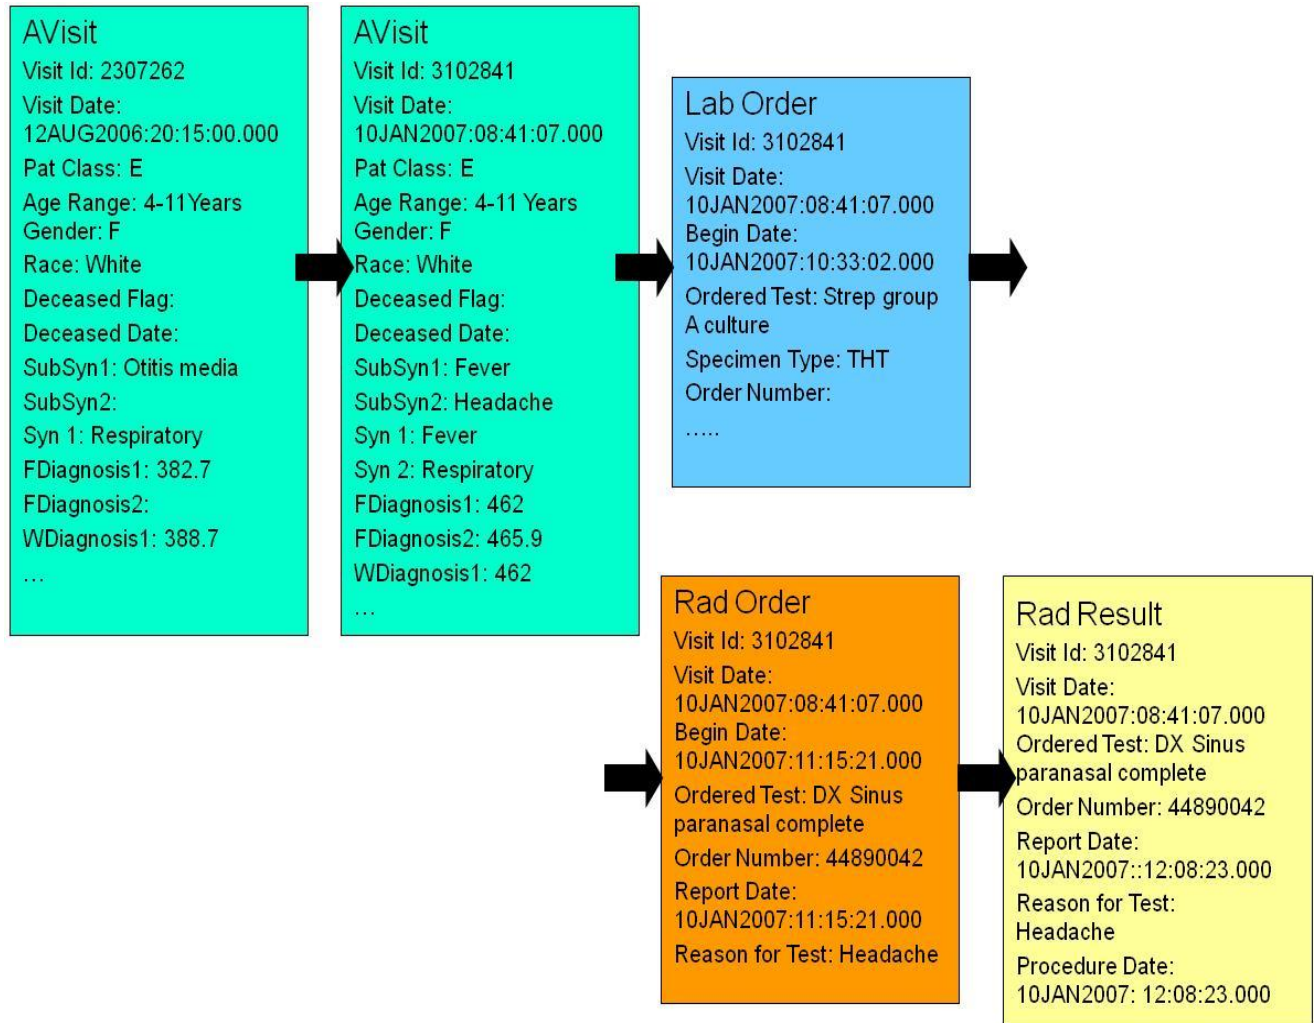 AVisit
Visit Id: 2307262
Visit Date:
12AUG2006:20:15:00.000
Pat Class: E
Age Range: 4-11Years
Gender: F
Race: White
Deceased Flag:
Deceased Date:
SubSyn1: Otitis media
SubSyn2:
Syn 1: Respiratory
FDiagnosis1: 382.7
FDiagnosis2:
WDiagnosis1: 388.7
...
AVisit
Visit Id: 3102841
Visit Date:
10JAN2007:08:41:07.000
Pat Class: E
Age Range: 4-11 Years
Gender: F
Race: White
Deceased Flag:
Deceased Date:
SubSyn1: Fever
SubSyn2: Headache
Syn 1: Fever
Syn 2: Respiratory
FDiagnosis1: 462
FDiagnosis2: 465.9
WDiagnosis1: 462
...
Lab Order
Visit Id: 3102841
Visit Date:
10JAN2007:08:41:07.000
Begin Date:
10JAN2007:10:33:02.000
Ordered Test: Strep group
A culture
Specimen Type: THT
Order Number:
.....
Rad Order
Visit Id: 3102841
Visit Date:
10JAN2007:08:41:07.000
Begin Date:
10JAN2007:11:15:21.000
Ordered Test: DX Sinus
paranasal complete
Order Number: 44890042
Report Date:
10JAN2007:11:15:21.000
Reason for Test: Headache
Rad Result
Visit Id: 3102841
Visit Date:
10JAN2007:08:41:07.000
Ordered Test: DX Sinus
paranasal complete
Order Number: 44890042
Report Date:
10JAN2007::12:08:23.000
Reason for Test:
Headache
Procedure Date:
10JAN2007: 12:08:23.000